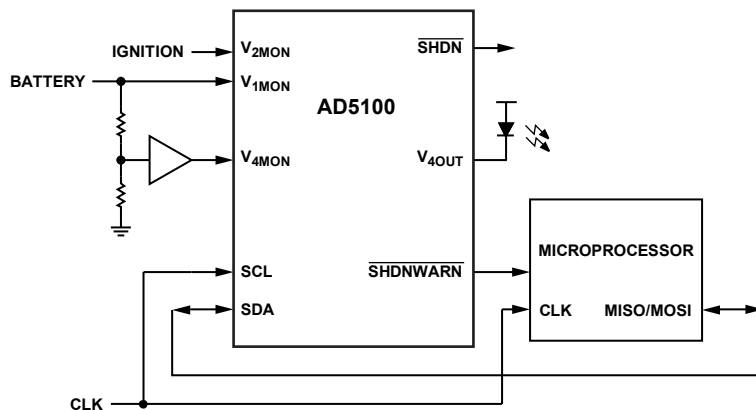 IGNITION
V2MON
SHDN
BATTERY
V1MON
AD5100
V4MON
V4OUT
MICROPROCESSOR
SCL
SHDNWARN
SDA
CLK
MISO/MOSI
CLK